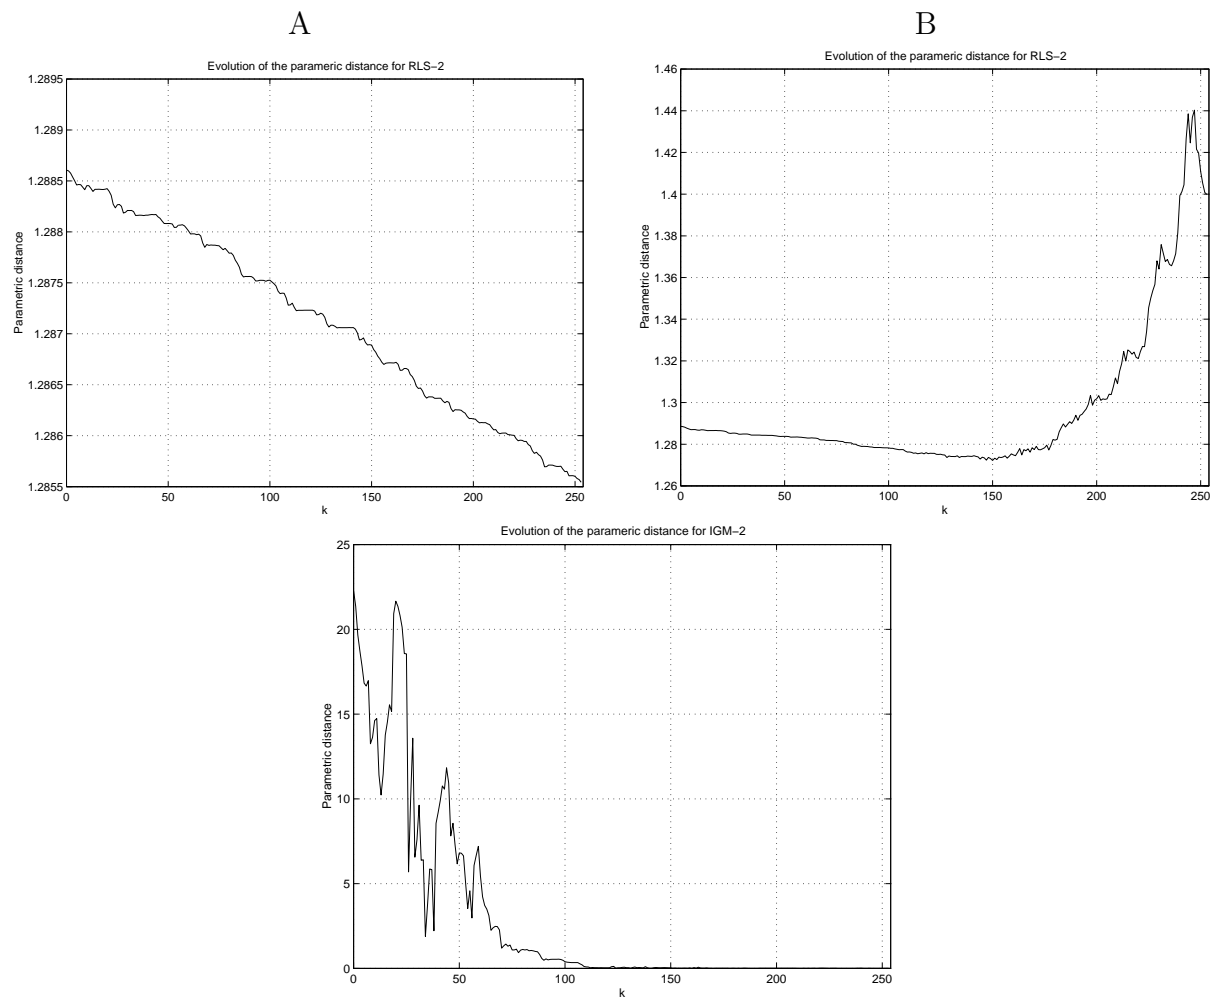 A
B
Evolution of the parameric distance for RLS−2
1.2895
1.289
1.2885
1.288
1.2875
1.287
1.2865
1.286
1.2855
Parametric distance
0 50 100 150 200 250
k
Evolution of the parameric distance for RLS−2
1.46
1.44
1.42
1.4
1.38
1.36
1.34
1.32
1.3
1.28
1.26
Parametric distance
0 50 100 150 200 250
k
Evolution of the parameric distance for IGM−2
25
20
15
10
5
0
Parametric distance
0 50 100 150 200 250
k